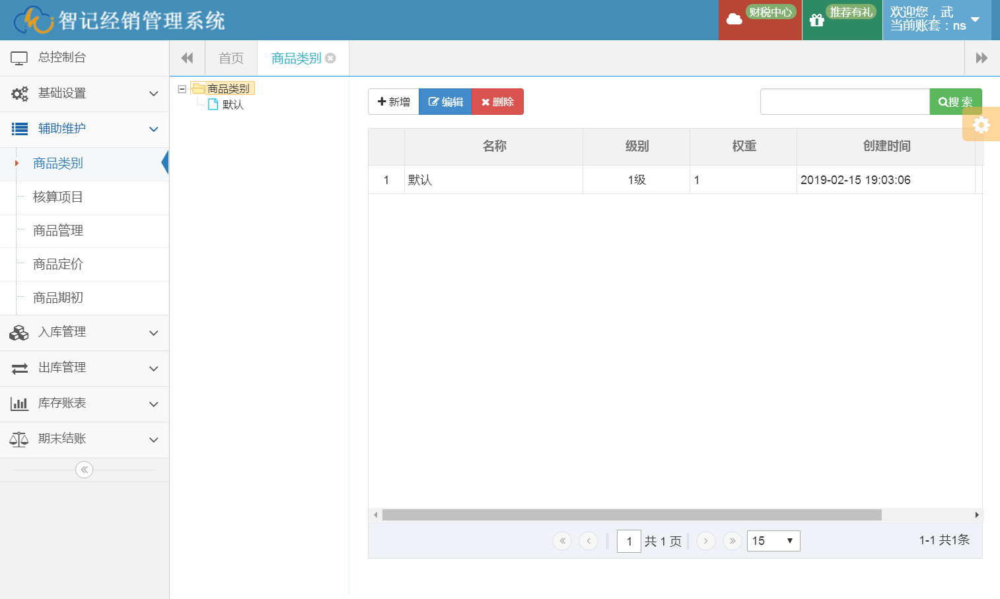 智记经销管理系统
财税中心
推荐有礼
欢迎您，武
当前账套：ns
总控制台
基础设置
辅助维护
商品类别
核算项目
商品管理
商品定价
商品期初
入库管理
出库管理
库存账表
期末结账
首页
商品类别
商品类别
默认
新增
编辑
删除
搜 索
名称 级别 权重 创建时间
1 默认 1级 1 2019-02-15 19:03:06
1 共 1 页 15 1-1 共1条